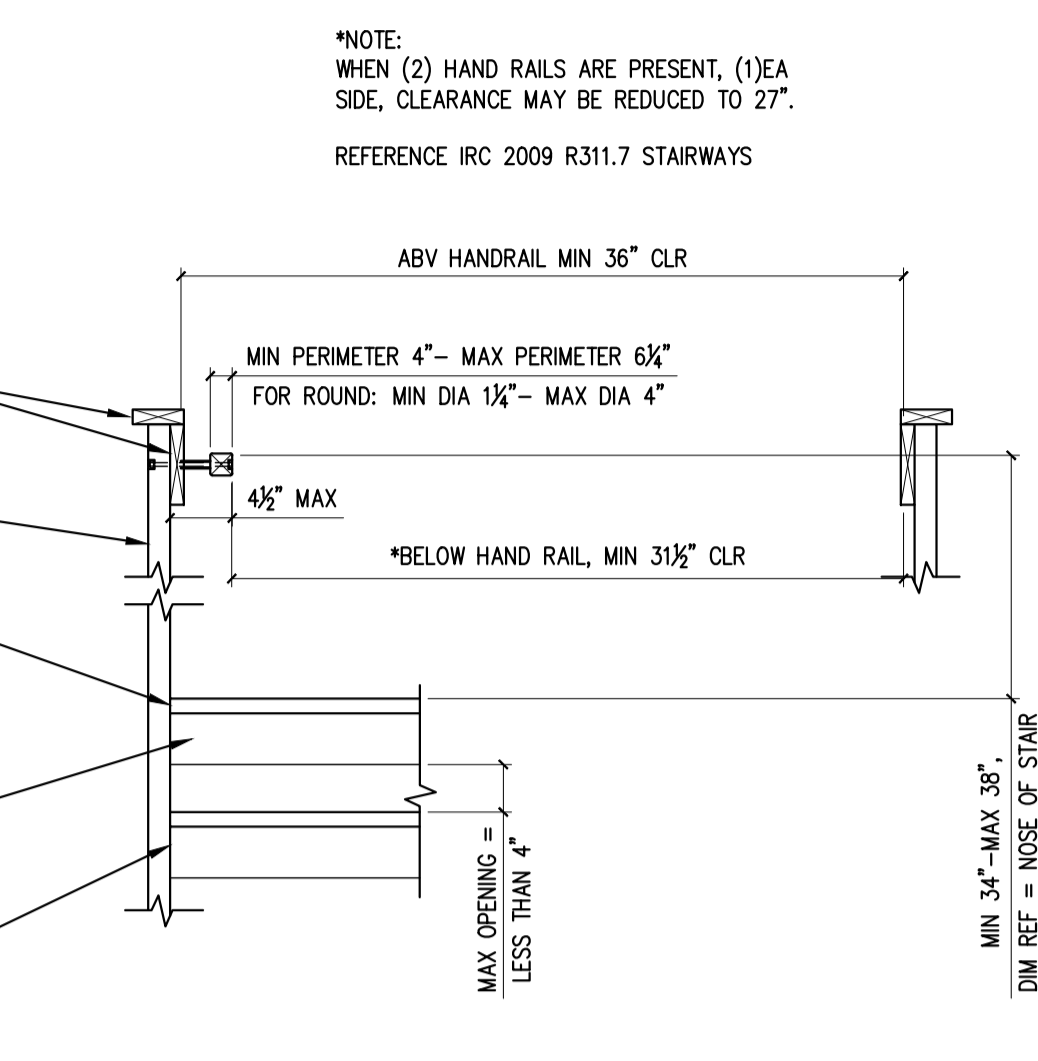 *NOTE:
WHEN (2) HAND RAILS ARE PRESENT, (1)EA
SIDE, CLEARANCE MAY BE REDUCED TO 27".
REFERENCE IRC 2009 R311.7 STAIRWAYS
ABV HANDRAIL MIN 36" CLR
MIN PERIMETER 4"– MAX PERIMETER 6¼"
FOR ROUND: MIN DIA 1¼"– MAX DIA 4"
4½" MAX
*BELOW HAND RAIL, MIN 31½" CLR
MAX OPENING =
LESS THAN 4"
MIN 34"–MAX 38",
DIM REF = NOSE OF STAIR